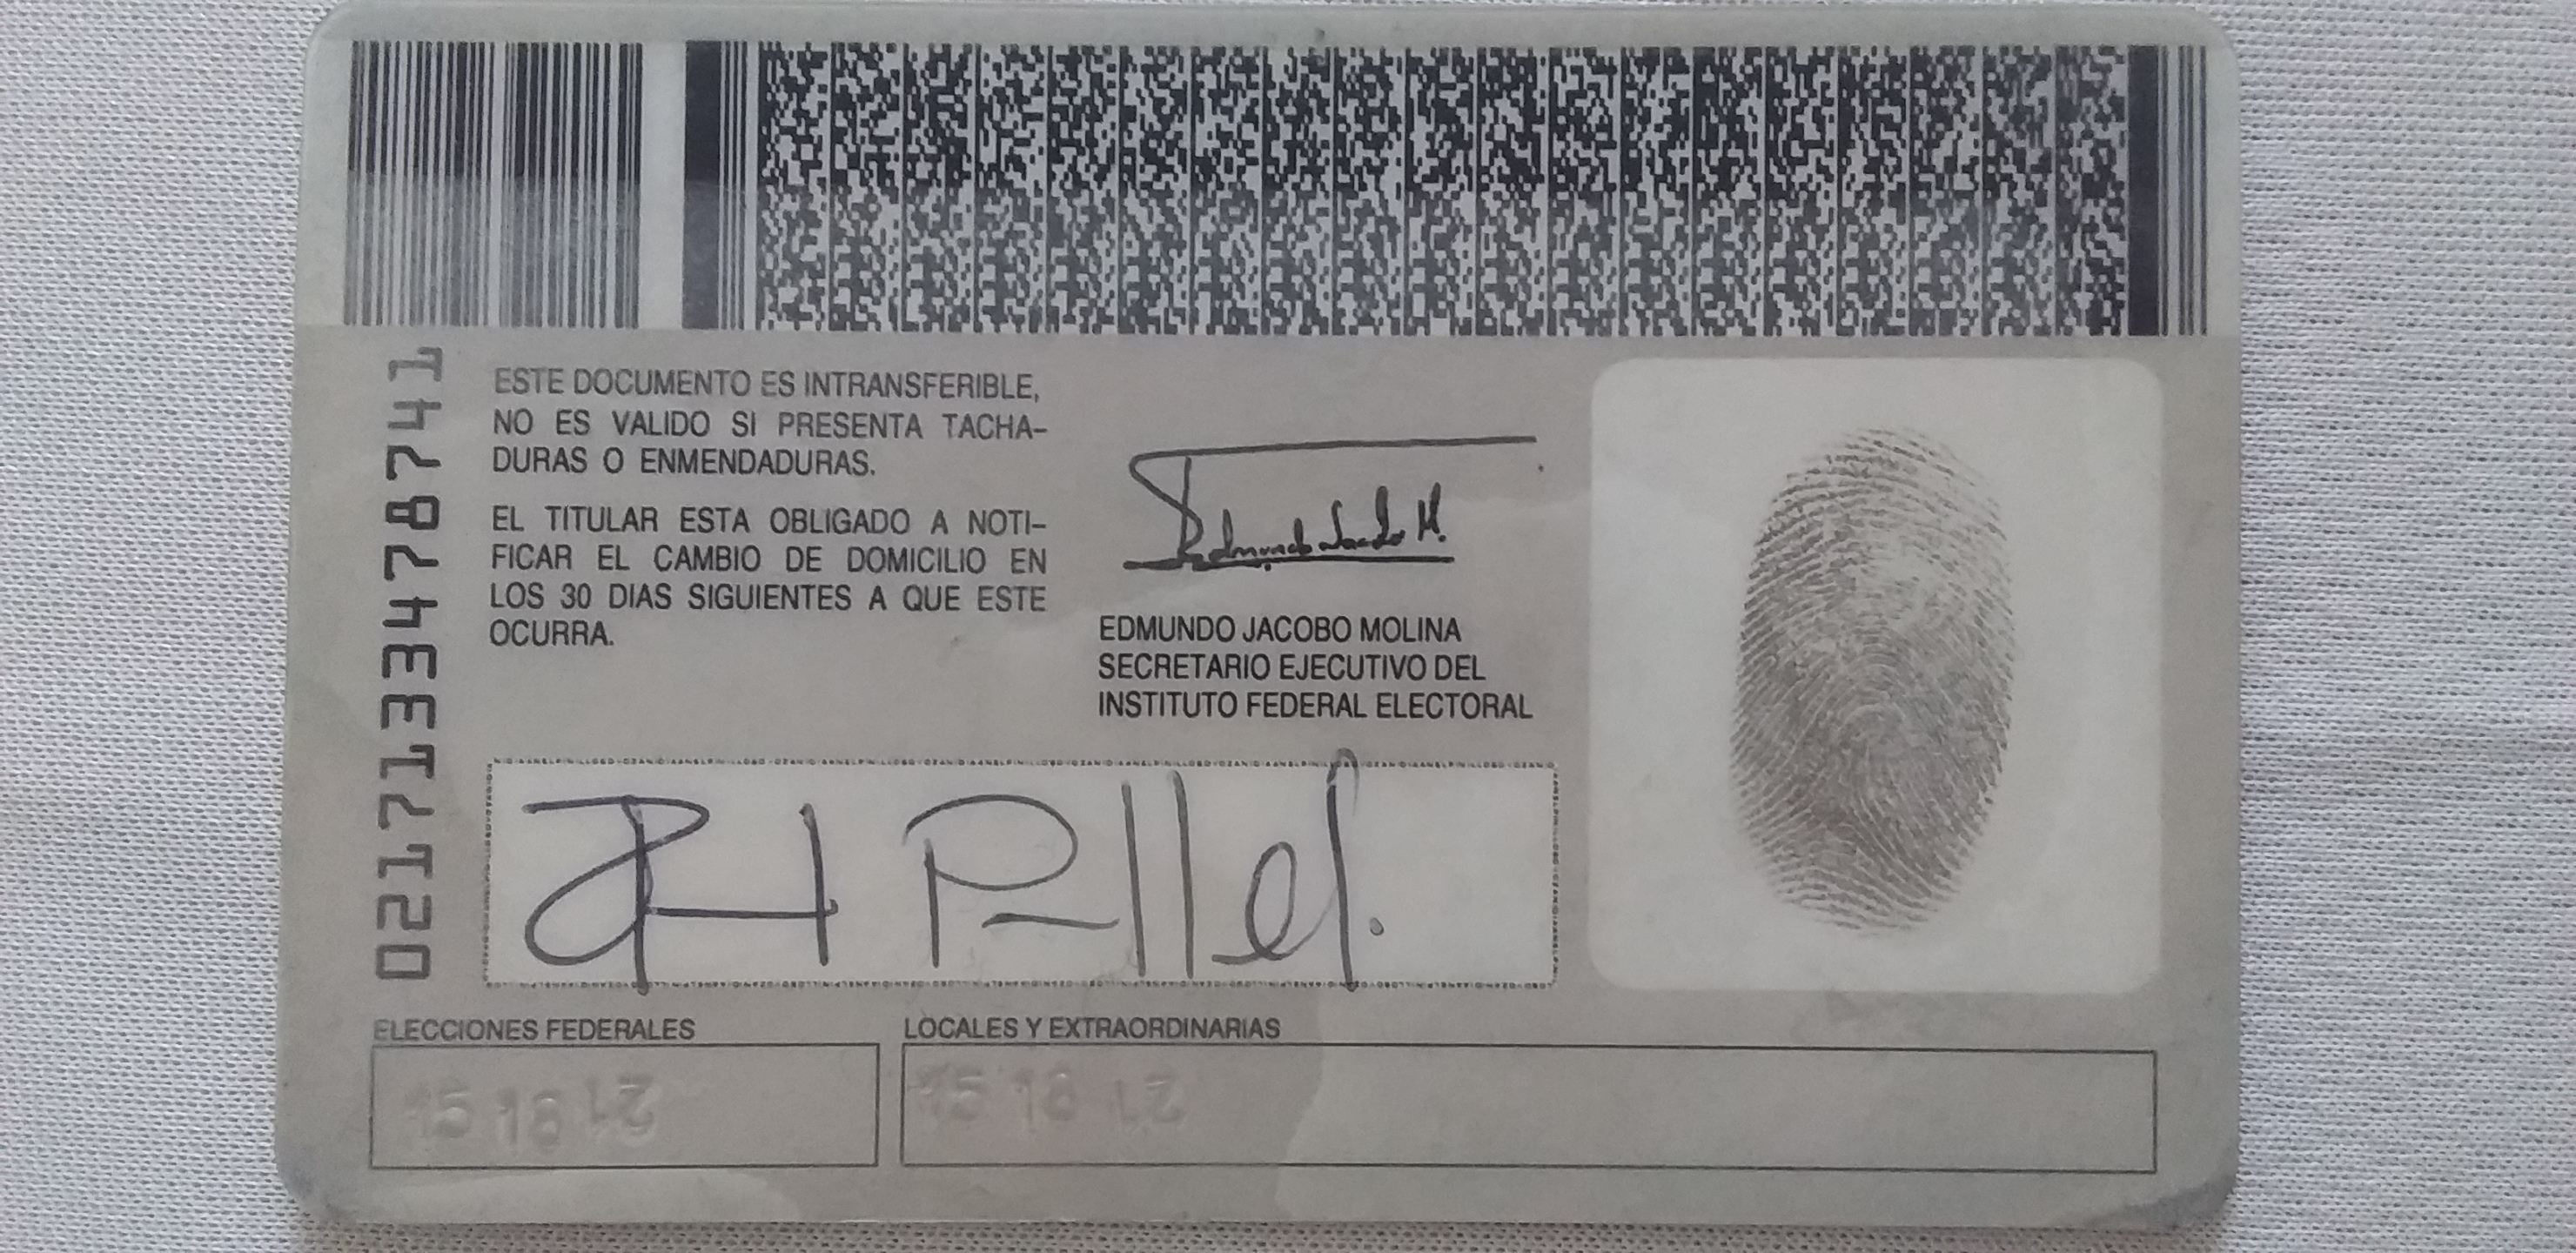 0217133478741
ESTE DOCUMENTO ES INTRANSFERIBLE,
NO ES VALIDO SI PRESENTA TACHA-
DURAS O ENMENDADURAS.
EL TITULAR ESTA OBLIGADO A NOTI-
FICAR EL CAMBIO DE DOMICILIO EN
LOS 30 DIAS SIGUIENTES A QUE ESTE
OCURRA.
Edmundo Jacobo M.
EDMUNDO JACOBO MOLINA
SECRETARIO EJECUTIVO DEL
INSTITUTO FEDERAL ELECTORAL
ELECCIONES FEDERALES
LOCALES Y EXTRAORDINARIAS
15 18
15 18